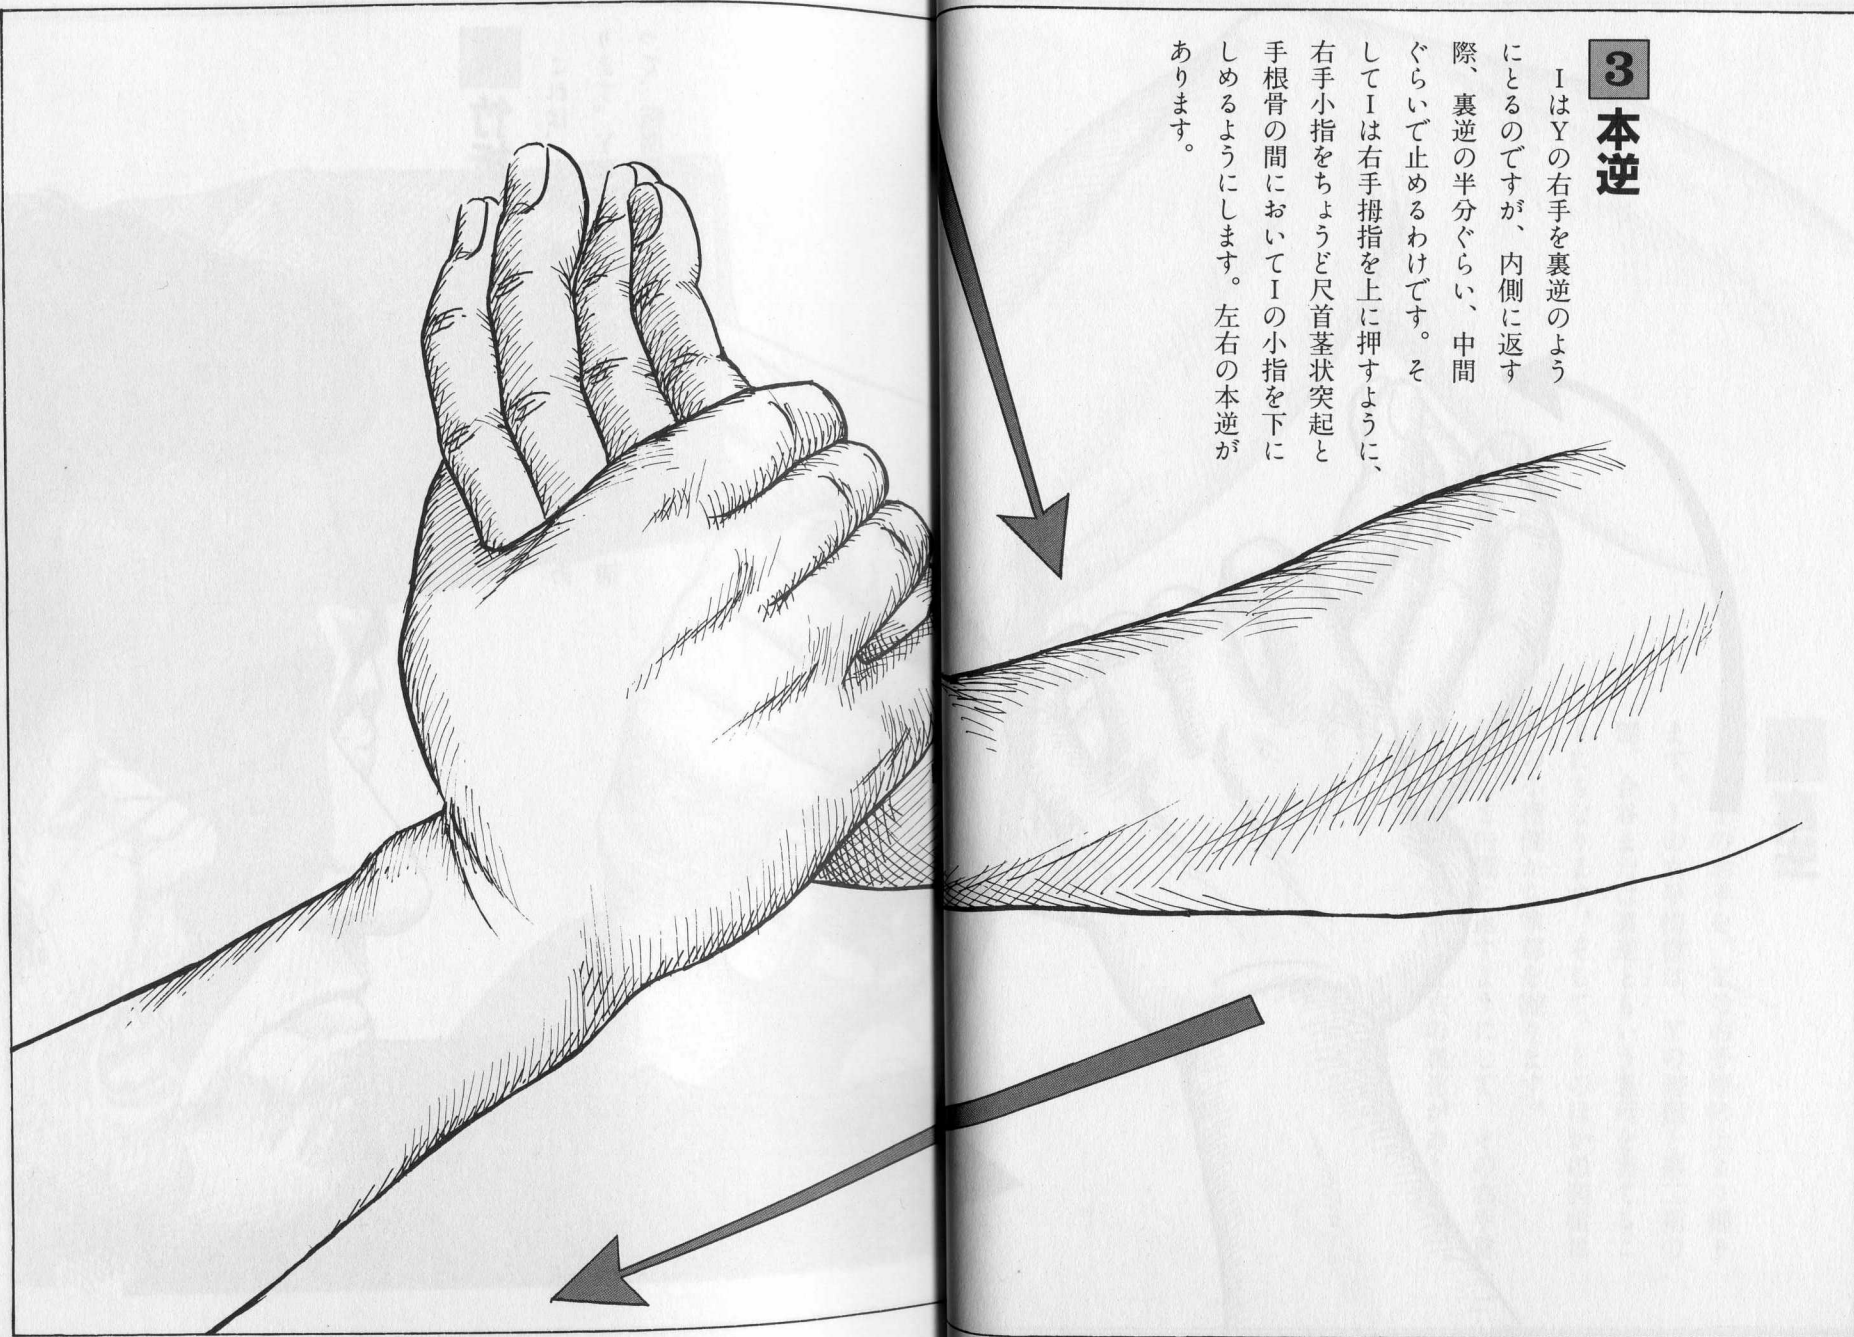 3 本逆
IはYの右手を裏逆のよう
にとるのですが、内側に返す
際、裏逆の半分ぐらい、中間
ぐらいで止めるわけです。そ
してIは右手拇指を上に押すように、
右手小指をちょうど尺首茎状突起と
手根骨の間においてIの小指を下に
しめるようにします。左右の本逆が
あります。